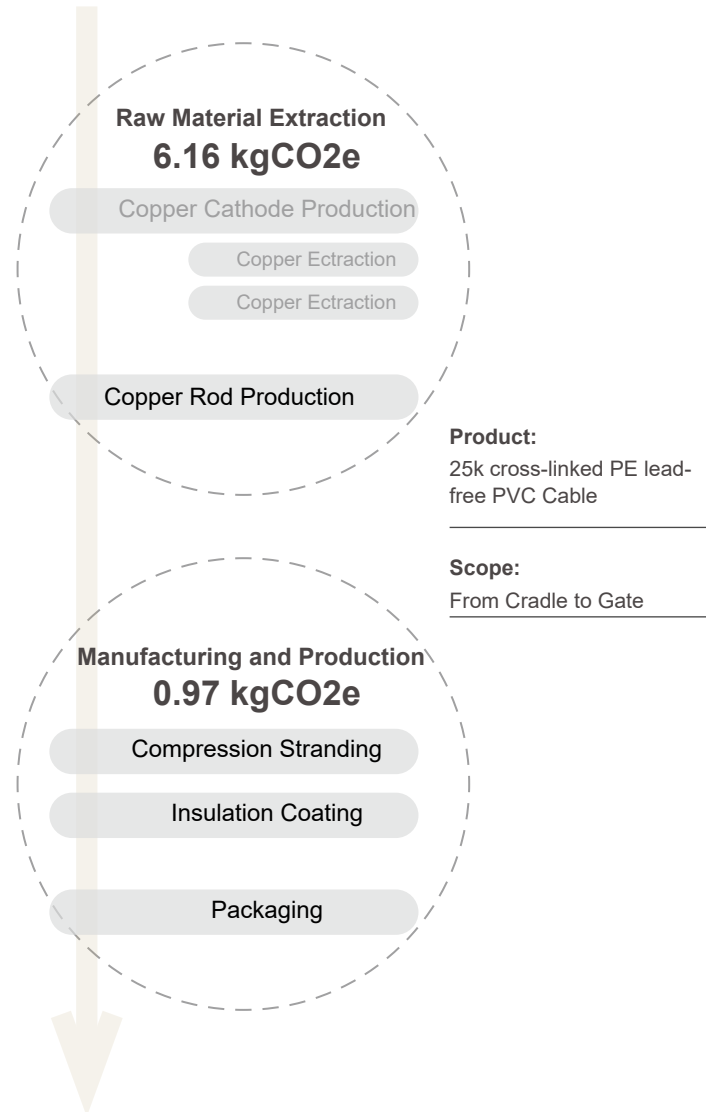 Raw Material Extraction
6.16 kgCO2e
Copper Cathode Production
Copper Ectraction
Copper Ectraction
Copper Rod Production
Product:
25k cross-linked PE lead-
free PVC Cable
Scope:
From Cradle to Gate
Manufacturing and Production
0.97 kgCO2e
Compression Stranding
Insulation Coating
Packaging